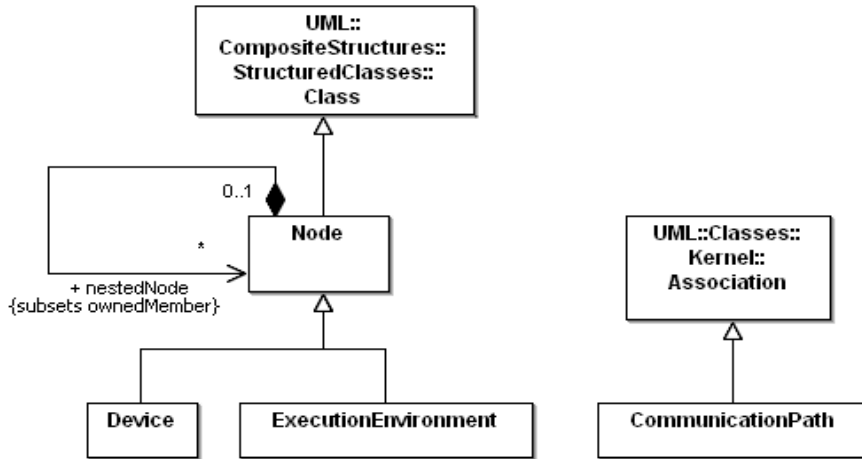 UML::
CompositeStructures::
StructuredClasses::
Class
0..1
Node
*
+ nestedNode
{subsets ownedMember}
UML::Classes::
Kernel::
Association
Device
ExecutionEnvironment
CommunicationPath